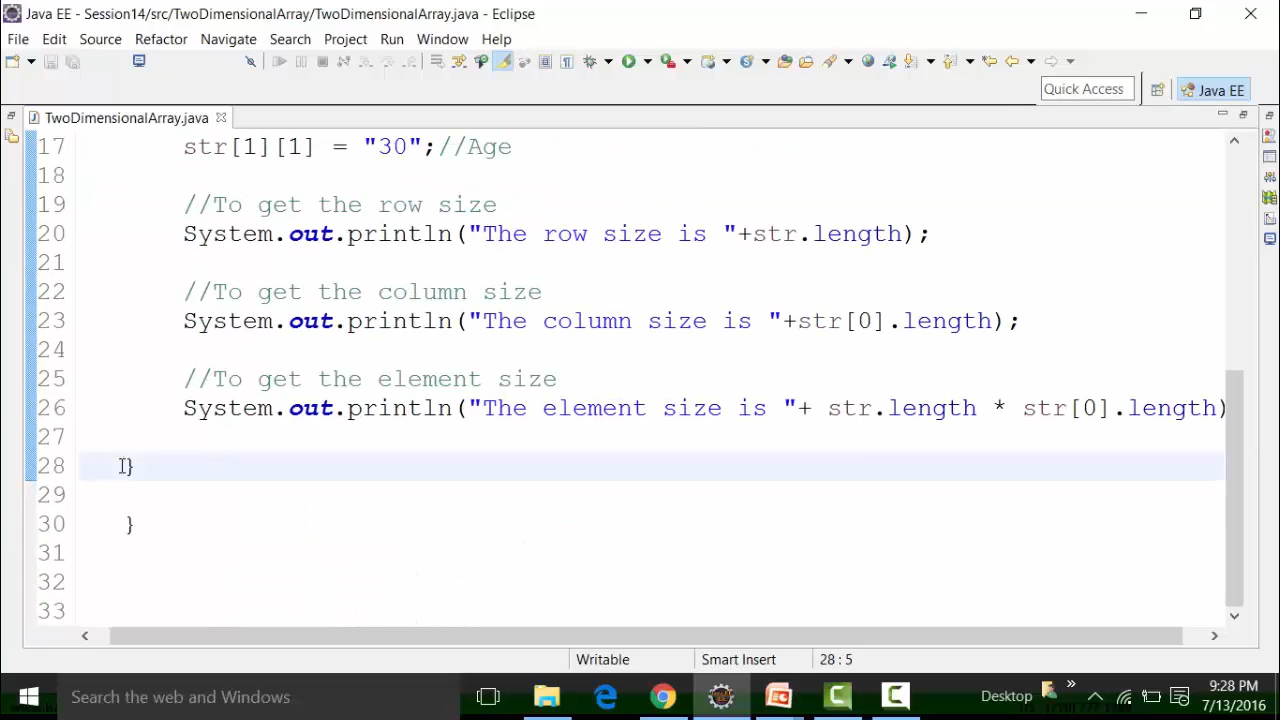 Java EE - Session14/src/TwoDimensionalArray/TwoDimensionalArray.java - Eclipse
File Edit Source Refactor Navigate Search Project Run Window Help
Quick Access
Java EE
TwoDimensionalArray.java
17 str[1][1] = "30";//Age
18
19 //To get the row size
20 System.out.println("The row size is "+str.length);
21
22 //To get the column size
23 System.out.println("The column size is "+str[0].length);
24
25 //To get the element size
26 System.out.println("The element size is "+ str.length * str[0].length)
27
28 }
29
30 }
31
32
33
Writable Smart Insert 28 : 5
Search the web and Windows
Desktop
9:28 PM
7/13/2016